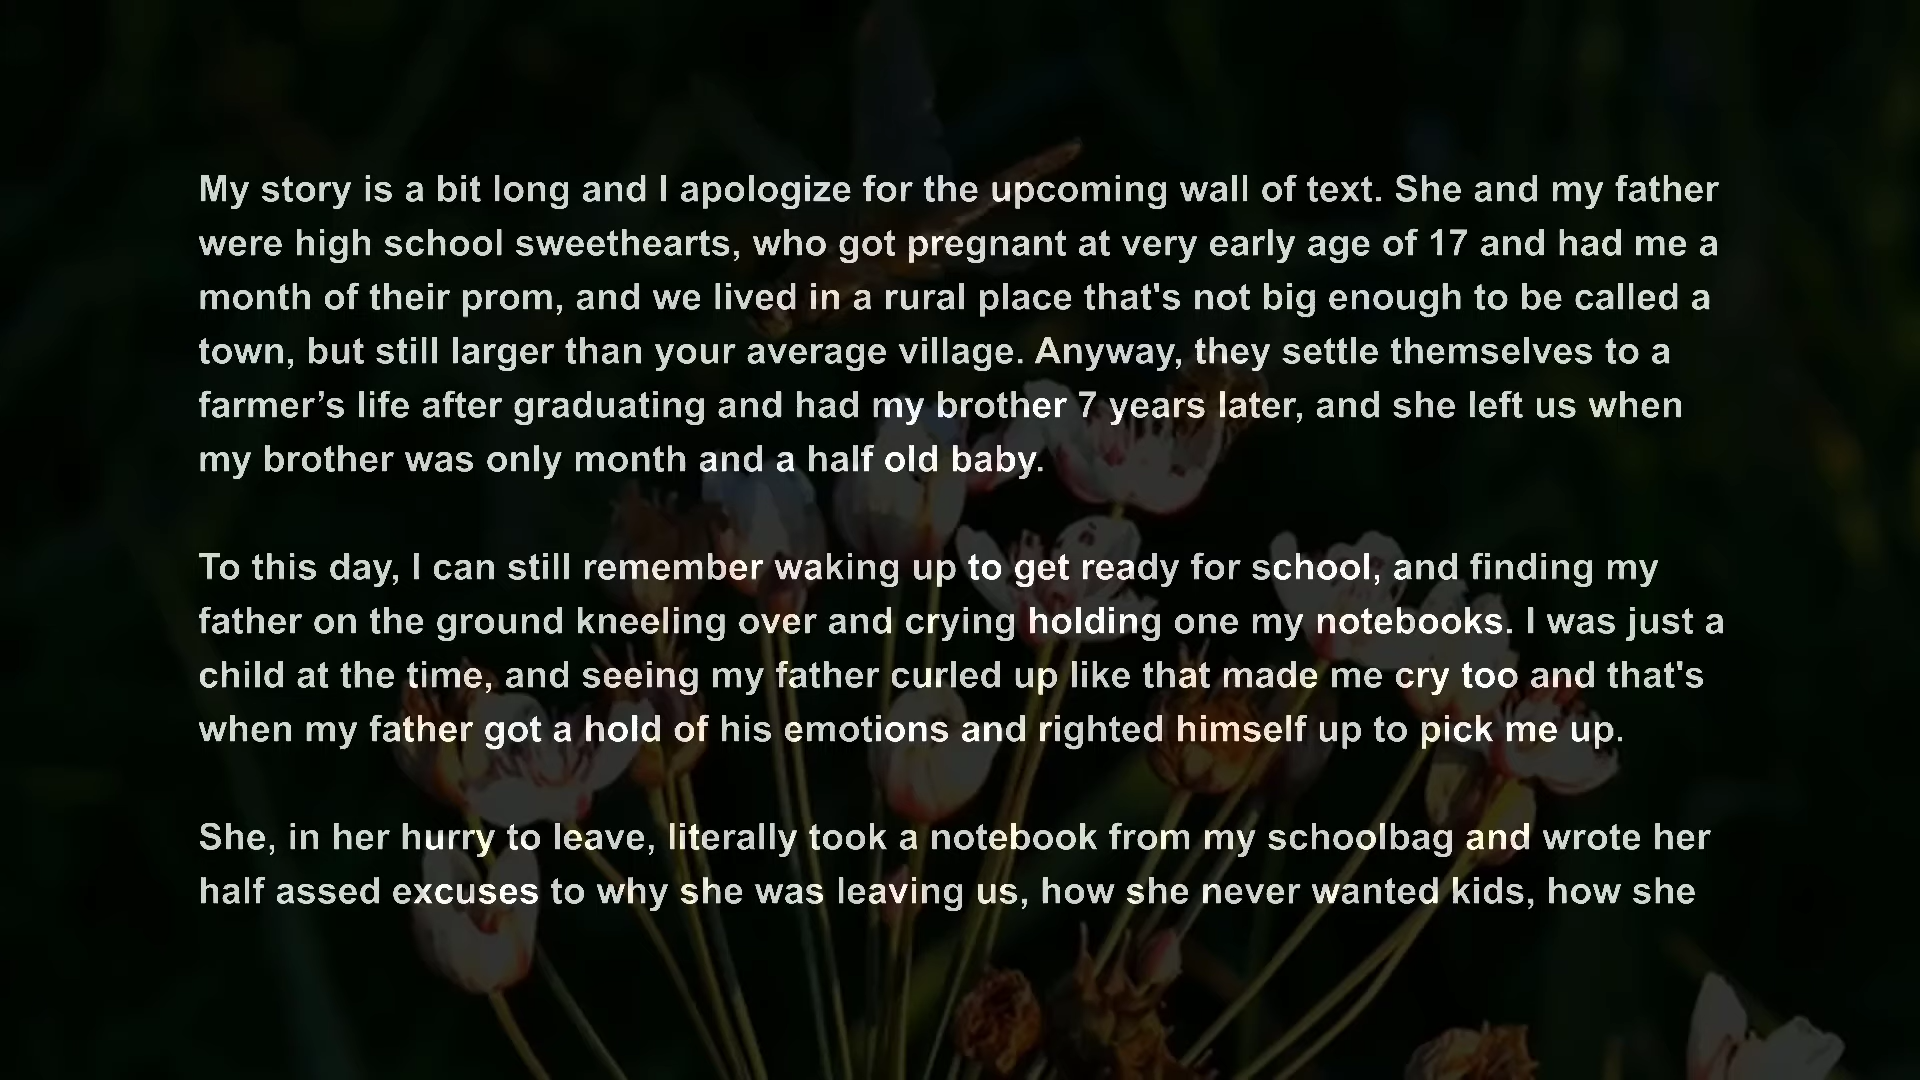 My story is a bit long and I apologize for the upcoming wall of text. She and my father
were high school sweethearts, who got pregnant at very early age of 17 and had me a
month of their prom, and we lived in a rural place that's not big enough to be called a
town, but still larger than your average village. Anyway, they settle themselves to a
farmer’s life after graduating and had my brother 7 years later, and she left us when
my brother was only month and a half old baby.
To this day, I can still remember waking up to get ready for school, and finding my
father on the ground kneeling over and crying holding one my notebooks. I was just a
child at the time, and seeing my father curled up like that made me cry too and that's
when my father got a hold of his emotions and righted himself up to pick me up.
She, in her hurry to leave, literally took a notebook from my schoolbag and wrote her
half assed excuses to why she was leaving us, how she never wanted kids, how she